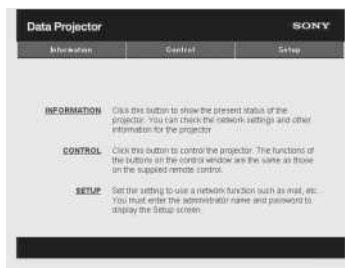 Data Projector
SONY
Information
Control
Setup
INFORMATION
Click this button to show the present status of the
projector. You can check the network settings and other
information for the projector
CONTROL
Click this button to control the projector. The functions of
the buttons on the control window are the same as those
on the supplied remote control.
SETUP
Set the setting to use a network function such as mail, etc...
You must enter the administrator name and password to
display the Setup screen.